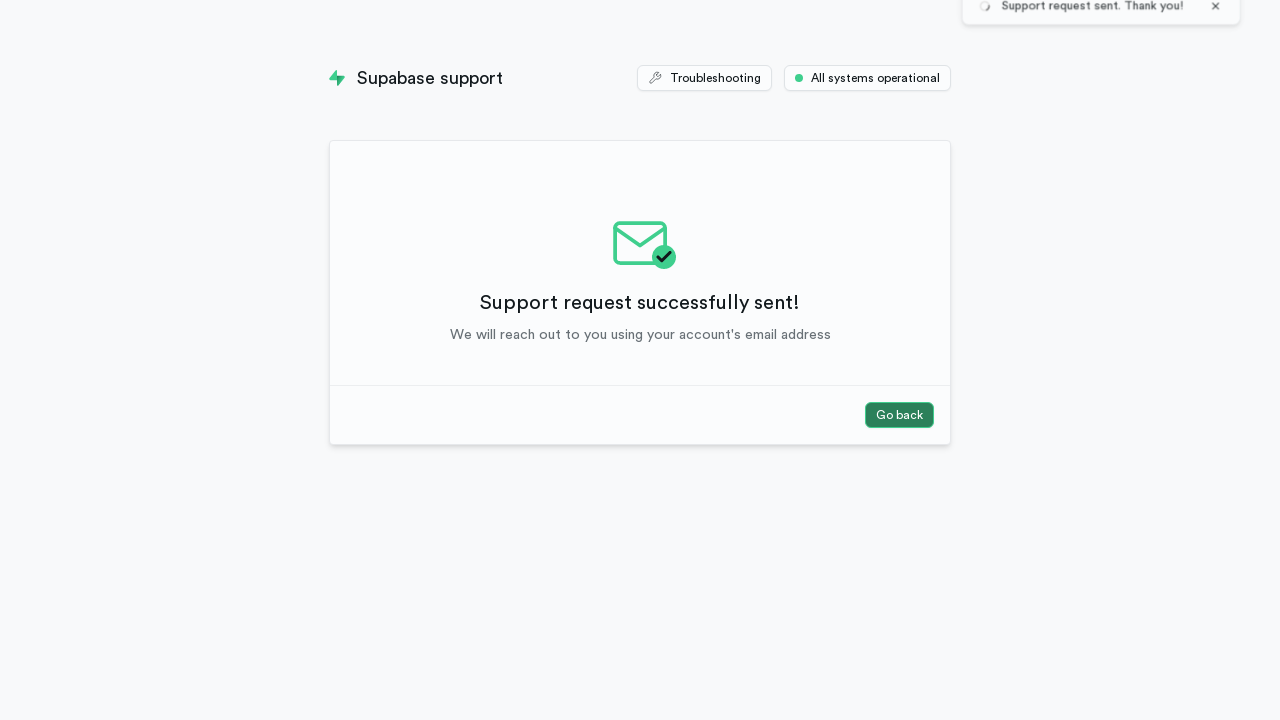 Support request sent. Thank you!
Supabase support
Troubleshooting
All systems operational
Support request successfully sent!
We will reach out to you using your account's email address
Go back